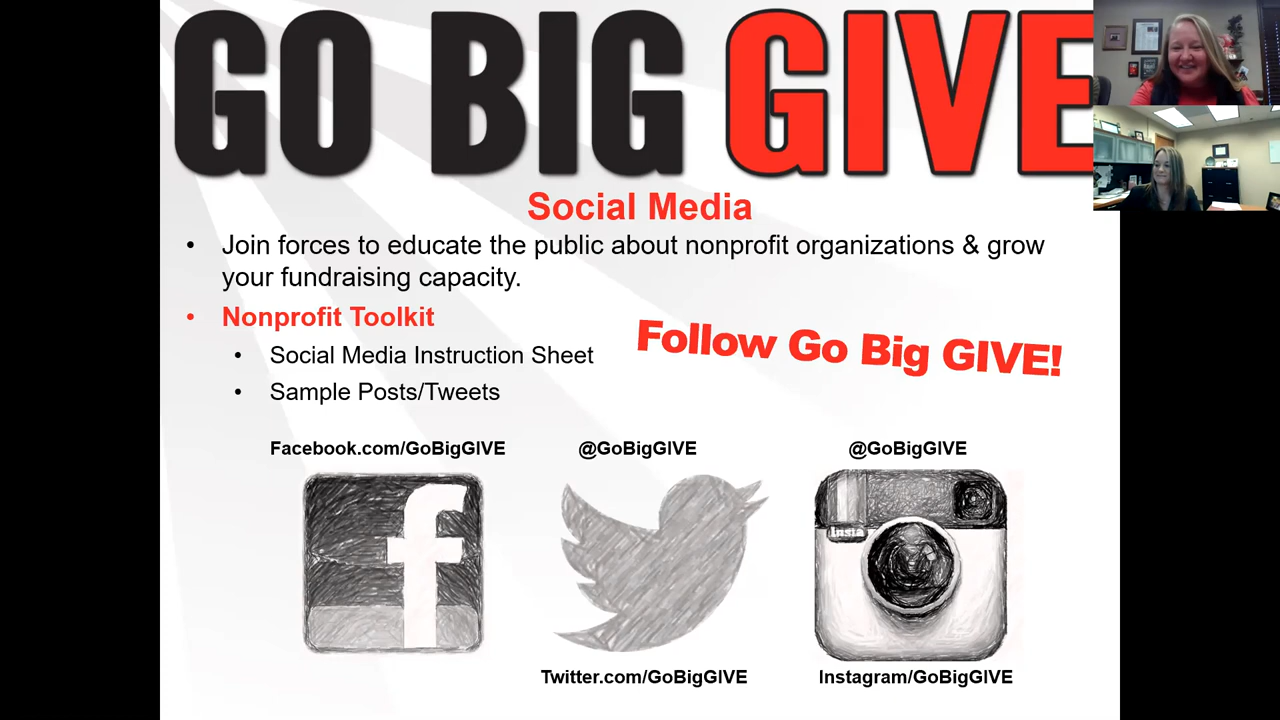 GO BIG GIVE
Social Media
• Join forces to educate the public about nonprofit organizations & grow
your fundraising capacity.
• Nonprofit Toolkit
• Social Media Instruction Sheet
• Sample Posts/Tweets
Follow Go Big GIVE!
Facebook.com/GoBigGIVE
@GoBigGIVE
@GoBigGIVE
f
Insta
Twitter.com/GoBigGIVE
Instagram/GoBigGIVE